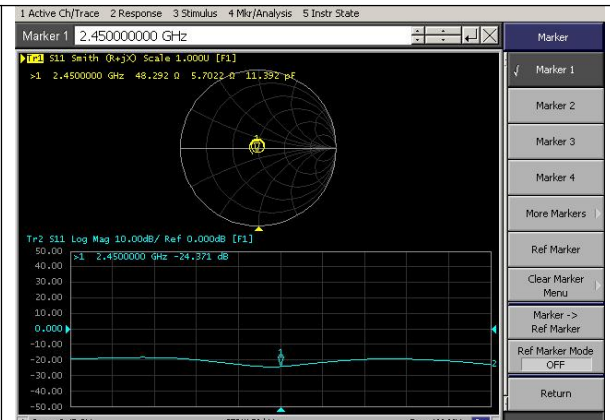 1 Active Ch/Trace 2 Response 3 Stimulus 4 Mkr/Analysis 5 Instr State
Marker 1 2.450000000 GHz
Tr1 S11 Smith (R+jX) Scale 1.000U [F1]
>1 2.4500000 GHz 48.292 Ω 5.7022 Ω 11.392 pF
1
Tr2 S11 Log Mag 10.00dB/ Ref 0.000dB [F1]
50.00
>1 2.4500000 GHz -24.371 dB
40.00
30.00
20.00
10.00
0.000
-10.00
1
-20.00
2
-30.00
-40.00
-50.00
Marker
√ Marker 1
Marker 2
Marker 3
Marker 4
More Markers
Ref Marker
Clear Marker
Menu
Marker ->
Ref Marker
Ref Marker Mode
OFF
Return